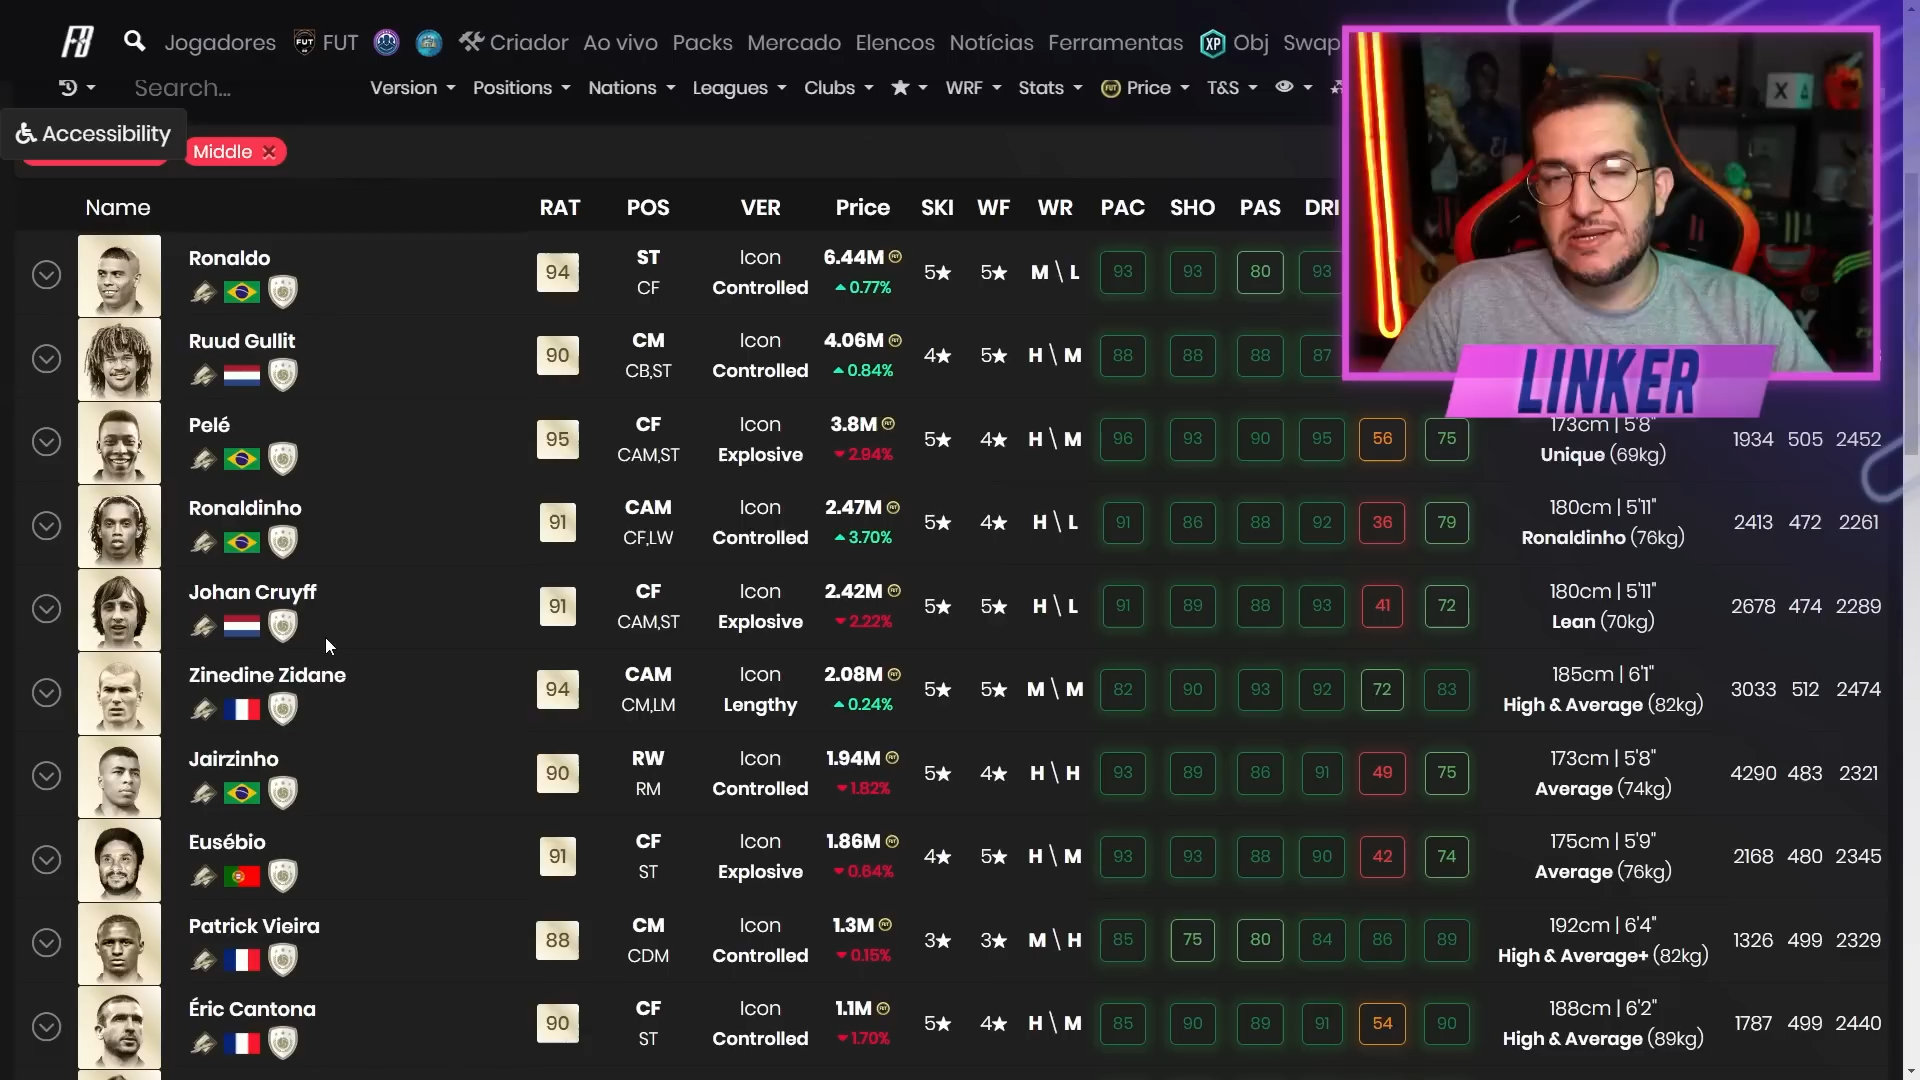 Jogadores FUT Criador Ao vivo Packs Mercado Elencos Notícias Ferramentas XP Obj Swap
Search... Version Positions Nations Leagues Clubs WRF Stats Price T&S
Accessibility
Middle
Name RAT POS VER Price SKI WF WR PAC SHO PAS DRI
Ronaldo 94 ST Icon 6.44M 5★ 5★ M \ L 93 93 80 93
CF Controlled 0.77%
Ruud Gullit 90 CM Icon 4.06M 4★ 5★ H \ M 88 88 88 87
CB,ST Controlled 0.84%
LINKER
Pelé 95 CF Icon 3.8M 5★ 4★ H \ M 96 93 90 95 56 75 173cm | 5'8" 1934 505 2452
CAM,ST Explosive 2.94% Unique (69kg)
Ronaldinho 91 CAM Icon 2.47M 5★ 4★ H \ L 91 86 88 92 36 79 180cm | 5'11" 2413 472 2261
CF,LW Controlled 3.70% Ronaldinho (76kg)
Johan Cruyff 91 CF Icon 2.42M 5★ 5★ H \ L 91 89 88 93 41 72 180cm | 5'11" 2678 474 2289
CAM,ST Explosive 2.22% Lean (70kg)
Zinedine Zidane 94 CAM Icon 2.08M 5★ 5★ M \ M 82 90 93 92 72 83 185cm | 6'1" 3033 512 2474
CM,LM Lengthy 0.24% High & Average (82kg)
Jairzinho 90 RW Icon 1.94M 5★ 4★ H \ H 93 89 86 91 49 75 173cm | 5'8" 4290 483 2321
RM Controlled 1.82% Average (74kg)
Eusébio 91 CF Icon 1.86M 4★ 5★ H \ M 93 93 88 90 42 74 175cm | 5'9" 2168 480 2345
ST Explosive 0.64% Average (76kg)
Patrick Vieira 88 CM Icon 1.3M 3★ 3★ M \ H 85 75 80 84 86 89 192cm | 6'4" 1326 499 2329
CDM Controlled 0.15% High & Average+ (82kg)
Éric Cantona 90 CF Icon 1.1M 5★ 4★ H \ M 85 90 89 91 54 90 188cm | 6'2" 1787 499 2440
ST Controlled 1.70% High & Average (89kg)